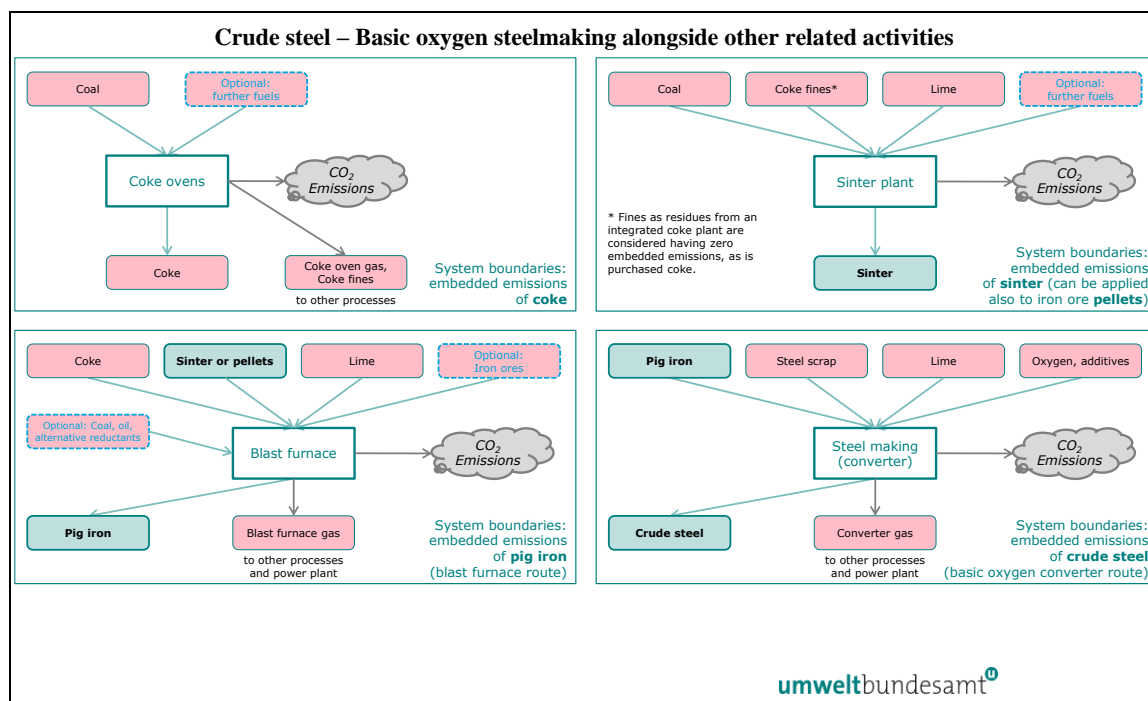 Crude steel – Basic oxygen steelmaking alongside other related activities
Coal
Optional:
further fuels
Coke ovens
CO2
Emissions
Coke
Coke oven gas,
Coke fines
to other processes
System boundaries:
embedded emissions
of coke
Coal
Coke fines*
Lime
Optional:
further fuels
Sinter plant
CO2
Emissions
* Fines as residues from an
integrated coke plant are
considered having zero
embedded emissions, as is
purchased coke.
Sinter
System boundaries:
embedded emissions
of sinter (can be applied
also to iron ore pellets)
Coke
Sinter or pellets
Lime
Optional:
Iron ores
Optional: Coal, oil,
alternative reductants
Blast furnace
CO2
Emissions
Pig iron
Blast furnace gas
to other processes
and power plant
System boundaries:
embedded emissions
of pig iron
(blast furnace route)
Pig iron
Steel scrap
Lime
Oxygen, additives
Steel making
(converter)
CO2
Emissions
Crude steel
Converter gas
to other processes
and power plant
System boundaries:
embedded emissions
of crude steel
(basic oxygen converter route)
umweltbundesamt u